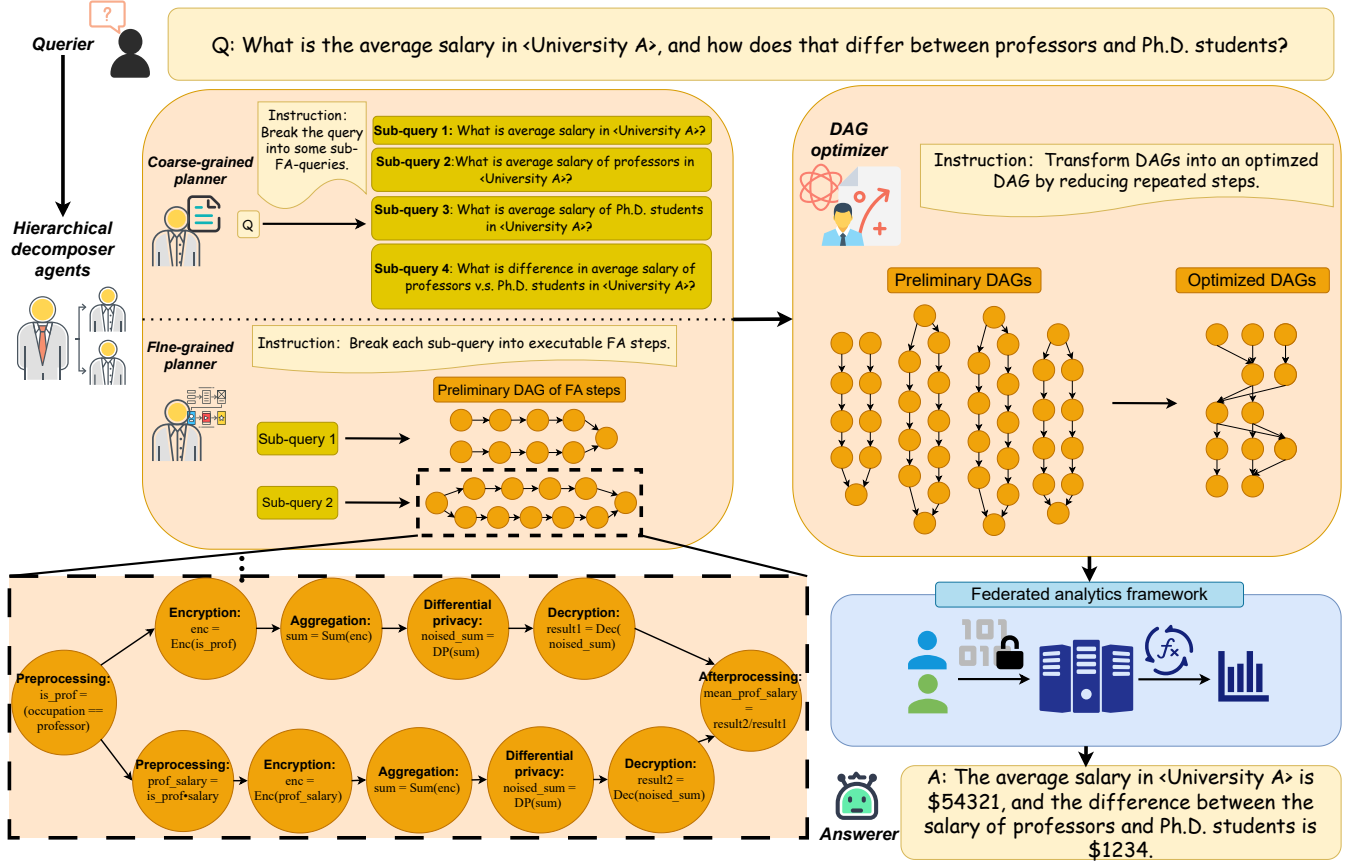 ?
Querier
Q: What is the average salary in <University A>, and how does that differ between professors and Ph.D. students?
Hierarchical
decomposer
agents
Coarse-grained
planner
Instruction:
Break the query
into some sub-
FA-queries.
Q
Sub-query 1: What is average salary in <University A>?
Sub-query 2:What is average salary of professors in
<University A>?
Sub-query 3: What is average salary of Ph.D. students
in <University A>?
Sub-query 4: What is difference in average salary of
professors v.s. Ph.D. students in <University A>?
FIne-grained
planner
Instruction: Break each sub-query into executable FA steps.
Preliminary DAG of FA steps
Sub-query 1
Sub-query 2
DAG
optimizer
Instruction: Transform DAGs into an optimzed
DAG by reducing repeated steps.
Preliminary DAGs
Optimized DAGs
Preprocessing:
is_prof =
(occupation ==
professor)
Encryption:
enc =
Enc(is_prof)
Aggregation:
sum = Sum(enc)
Differential
privacy:
noised_sum =
DP(sum)
Decryption:
result1 = Dec(
noised_sum)
Preprocessing:
prof_salary =
is_prof•salary
Encryption:
enc =
Enc(prof_salary)
Aggregation:
sum = Sum(enc)
Differential
privacy:
noised_sum =
DP(sum)
Decryption:
result2 =
Dec(noised_sum)
Afterprocessing:
mean_prof_salary
=
result2/result1
Federated analytics framework
101
010
fx
Answerer
A: The average salary in <University A> is
$54321, and the difference between the
salary of professors and Ph.D. students is
$1234.